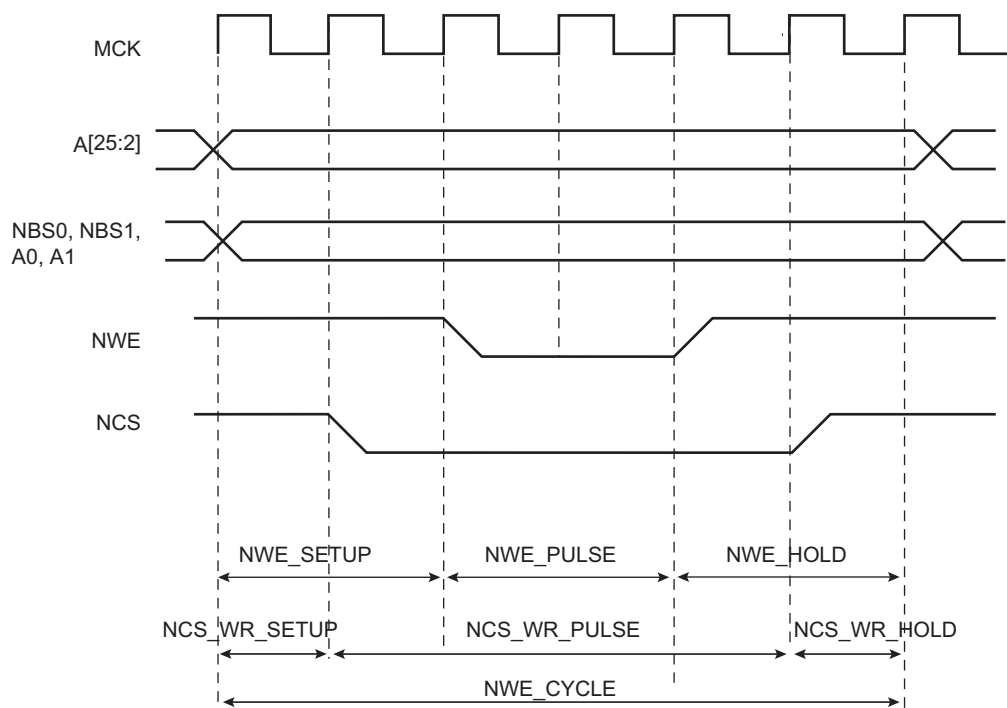 MCK
A[25:2]
NBS0, NBS1,
A0, A1
NWE
NCS
NWE_SETUP
NWE_PULSE
NWE_HOLD
NCS_WR_SETUP
NCS_WR_PULSE
NCS_WR_HOLD
NWE_CYCLE